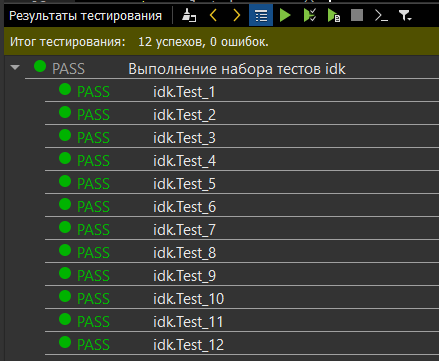 Результаты тестирования
Итог тестирования: 12 успехов, 0 ошибок.
PASS Выполнение набора тестов idk
PASS idk.Test_1
PASS idk.Test_2
PASS idk.Test_3
PASS idk.Test_4
PASS idk.Test_5
PASS idk.Test_6
PASS idk.Test_7
PASS idk.Test_8
PASS idk.Test_9
PASS idk.Test_10
PASS idk.Test_11
PASS idk.Test_12